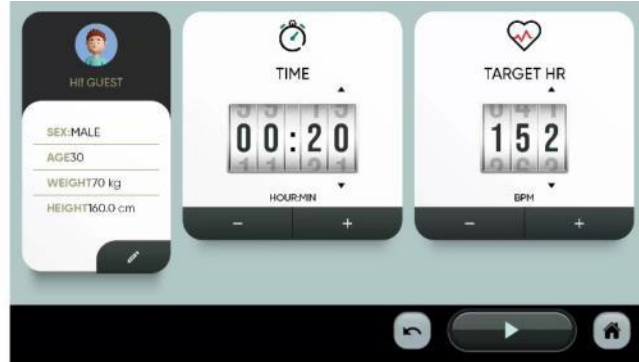 HI! GUEST
SEX:MALE
AGE30
WEIGHT70 kg
HEIGHT160.0 cm
TIME
00:20
HOUR:MIN
- +
TARGET HR
152
BPM
- +